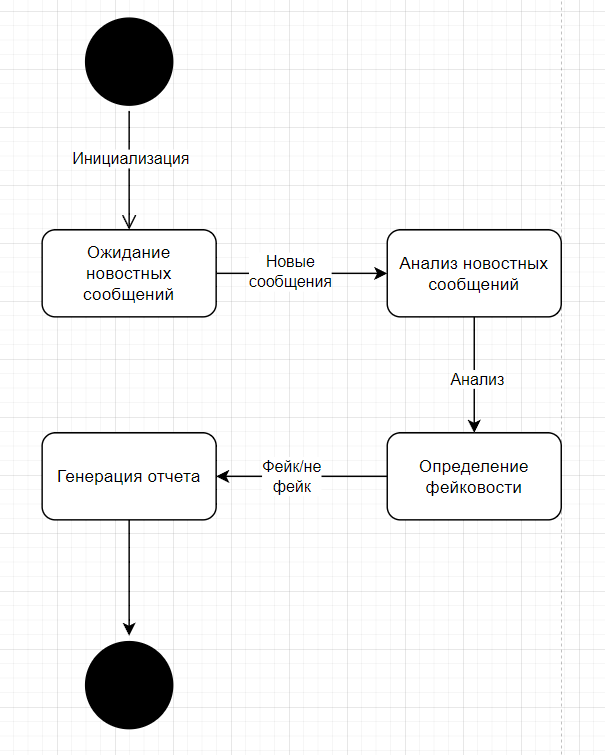 Инициализация
Ожидание
новостных
сообщений
Новые
сообщения
Анализ новостных
сообщений
Анализ
Определение
фейковости
Фейк/не
фейк
Генерация отчета